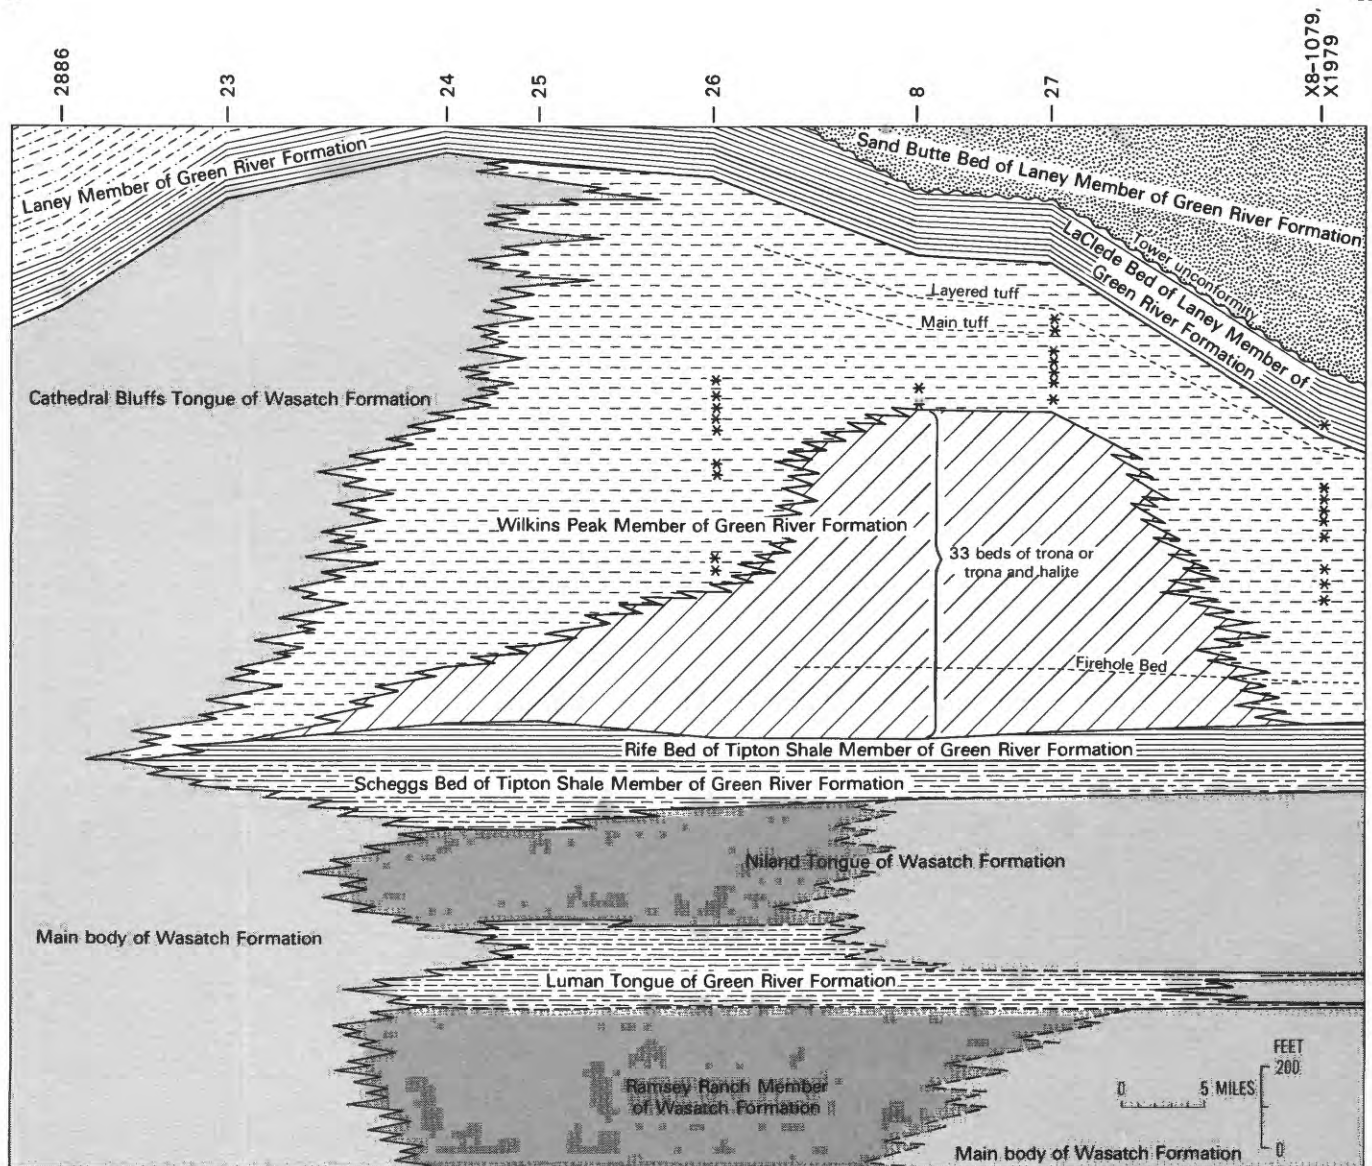 2886
23
24
25
26
8
27
X8-1079,
X1979
Laney Member of Green River Formation
Sand Butte Bed of Laney Member of Green River Formation
Tower unconformity
LaClede Bed of Laney Member of
Green River Formation
Layered tuff
Main tuff
Cathedral Bluffs Tongue of Wasatch Formation
Wilkins Peak Member of Green River Formation
33 beds of trona or
trona and halite
Firehole Bed
Rife Bed of Tipton Shale Member of Green River Formation
Scheggs Bed of Tipton Shale Member of Green River Formation
Niland Tongue of Wasatch Formation
Main body of Wasatch Formation
Luman Tongue of Green River Formation
Ramsey Ranch Member
of Wasatch Formation
FEET
200
0
0 5 MILES
Main body of Wasatch Formation